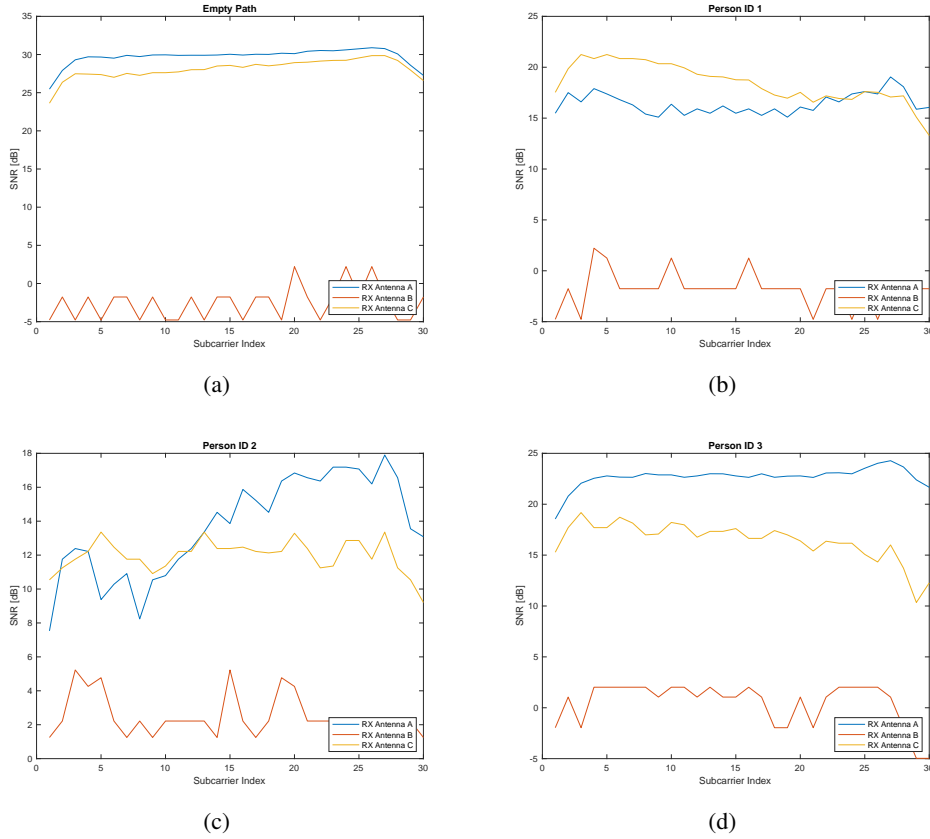 Empty Path
35
30
25
20
15
10
5
0
-5
SNR [dB]
0 5 10 15 20 25 30
Subcarrier Index
RX Antenna A
RX Antenna B
RX Antenna C
(a)
Person ID 1
25
20
15
10
5
0
-5
SNR [dB]
0 5 10 15 20 25 30
Subcarrier Index
RX Antenna A
RX Antenna B
RX Antenna C
(b)
Person ID 2
18
16
14
12
10
8
6
4
2
0
SNR [dB]
0 5 10 15 20 25 30
Subcarrier Index
RX Antenna A
RX Antenna B
RX Antenna C
(c)
Person ID 3
25
20
15
10
5
0
-5
SNR [dB]
0 5 10 15 20 25 30
Subcarrier Index
RX Antenna A
RX Antenna B
RX Antenna C
(d)